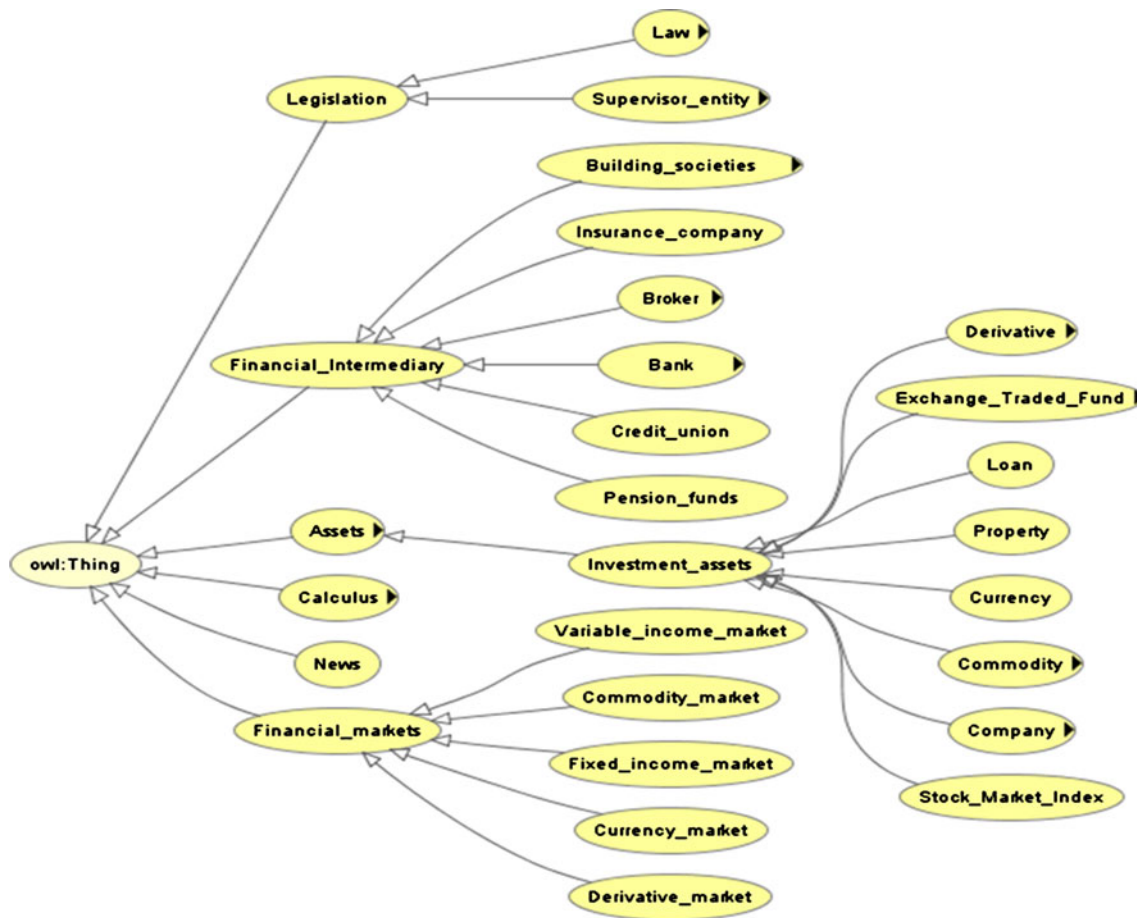 Law
Legislation
Supervisor_entity
Building_societies
Insurance_company
Broker
Financial_Intermediary
Bank
Credit_union
Pension_funds
Derivative
Exchange_Traded_Fund
Loan
Property
owl:Thing
Assets
Investment_assets
Currency
Calculus
Variable_income_market
News
Commodity_market
Commodity
Financial_markets
Company
Fixed_income_market
Stock_Market_Index
Currency_market
Derivative_market